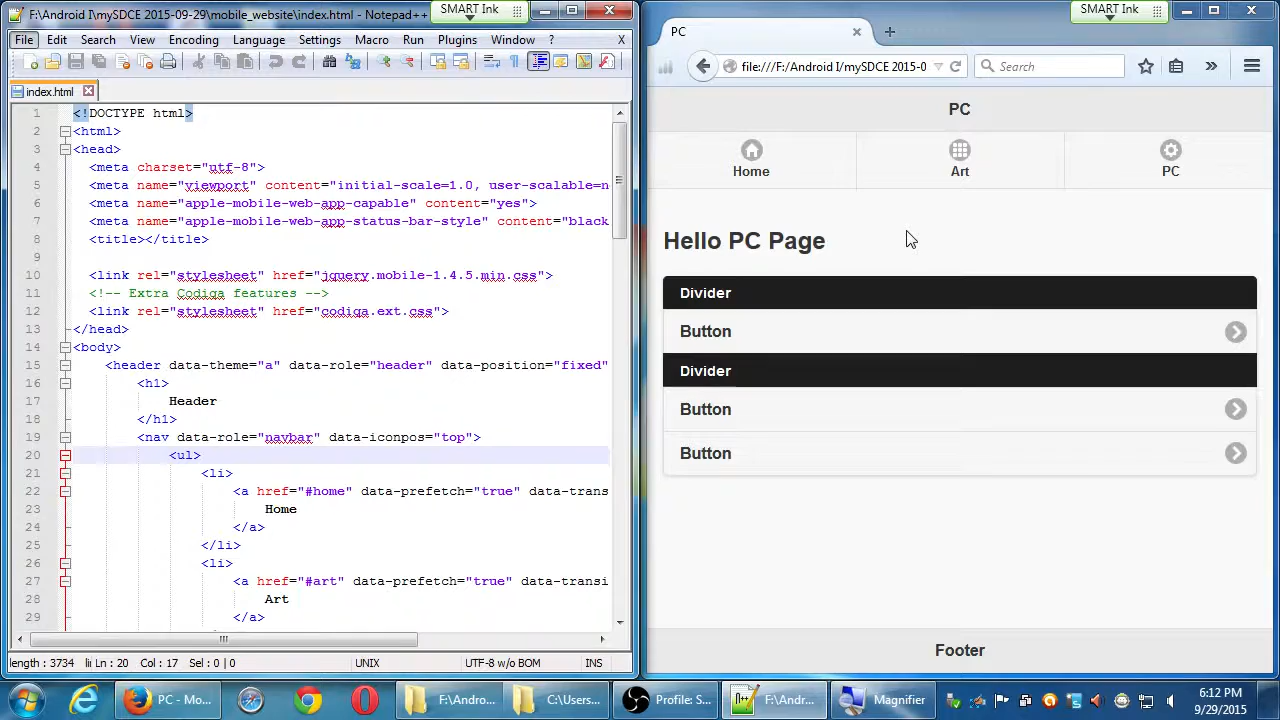 F:\Android I\mySDCE 2015-09-29\mobile_website\index.html - Notepad++
SMART Ink
File Edit Search View Encoding Language Settings Macro Run Plugins Window ? X
index.html
1 <!DOCTYPE html>
2 <html>
3 <head>
4 <meta charset="utf-8">
5 <meta name="viewport" content="initial-scale=1.0, user-scalable=n
6 <meta name="apple-mobile-web-app-capable" content="yes">
7 <meta name="apple-mobile-web-app-status-bar-style" content="black
8 <title></title>
9
10 <link rel="stylesheet" href="jquery.mobile-1.4.5.min.css">
11 <!-- Extra Codiqa features -->
12 <link rel="stylesheet" href="codiqa.ext.css">
13 </head>
14 <body>
15 <header data-theme="a" data-role="header" data-position="fixed"
16 <h1>
17 Header
18 </h1>
19 <nav data-role="navbar" data-iconpos="top">
20 <ul>
21 <li>
22 <a href="#home" data-prefetch="true" data-trans
23 Home
24 </a>
25 </li>
26 <li>
27 <a href="#art" data-prefetch="true" data-transi
28 Art
29 </a>
length : 3734 li Ln : 20 Col : 17 Sel : 0 | 0 UNIX UTF-8 w/o BOM INS
SMART Ink
PC
file:///F:/Android I/mySDCE 2015-0
Search
PC
Home Art PC
Hello PC Page
Divider
Button
Divider
Button
Button
Footer
PC - Mo...
F:\Andro...
C:\Users...
Profile: S...
F:\Andr...
Magnifier
6:12 PM
9/29/2015